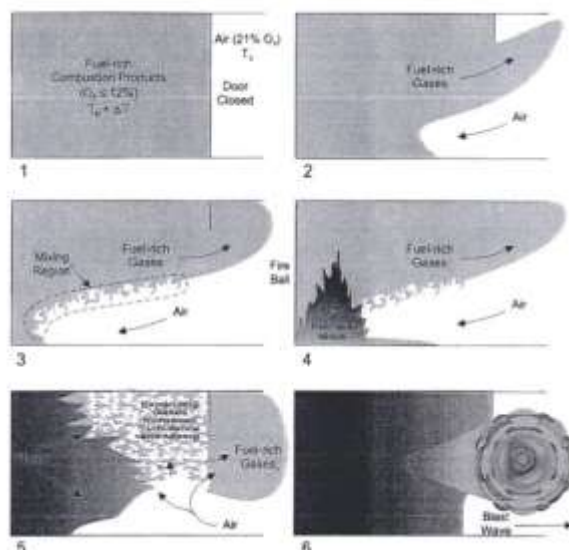 Fuel-rich
Combustion Products
Air (21% O₂)
Door
Closed
1
Fuel-rich
Gases
Air
2
Mixing
Region
Fuel-rich
Gases
Air
3
Fire
Ball
Fuel-rich
Gases
Air
4
Fuel-rich
Gases
Air
5
Blast
Wave
6